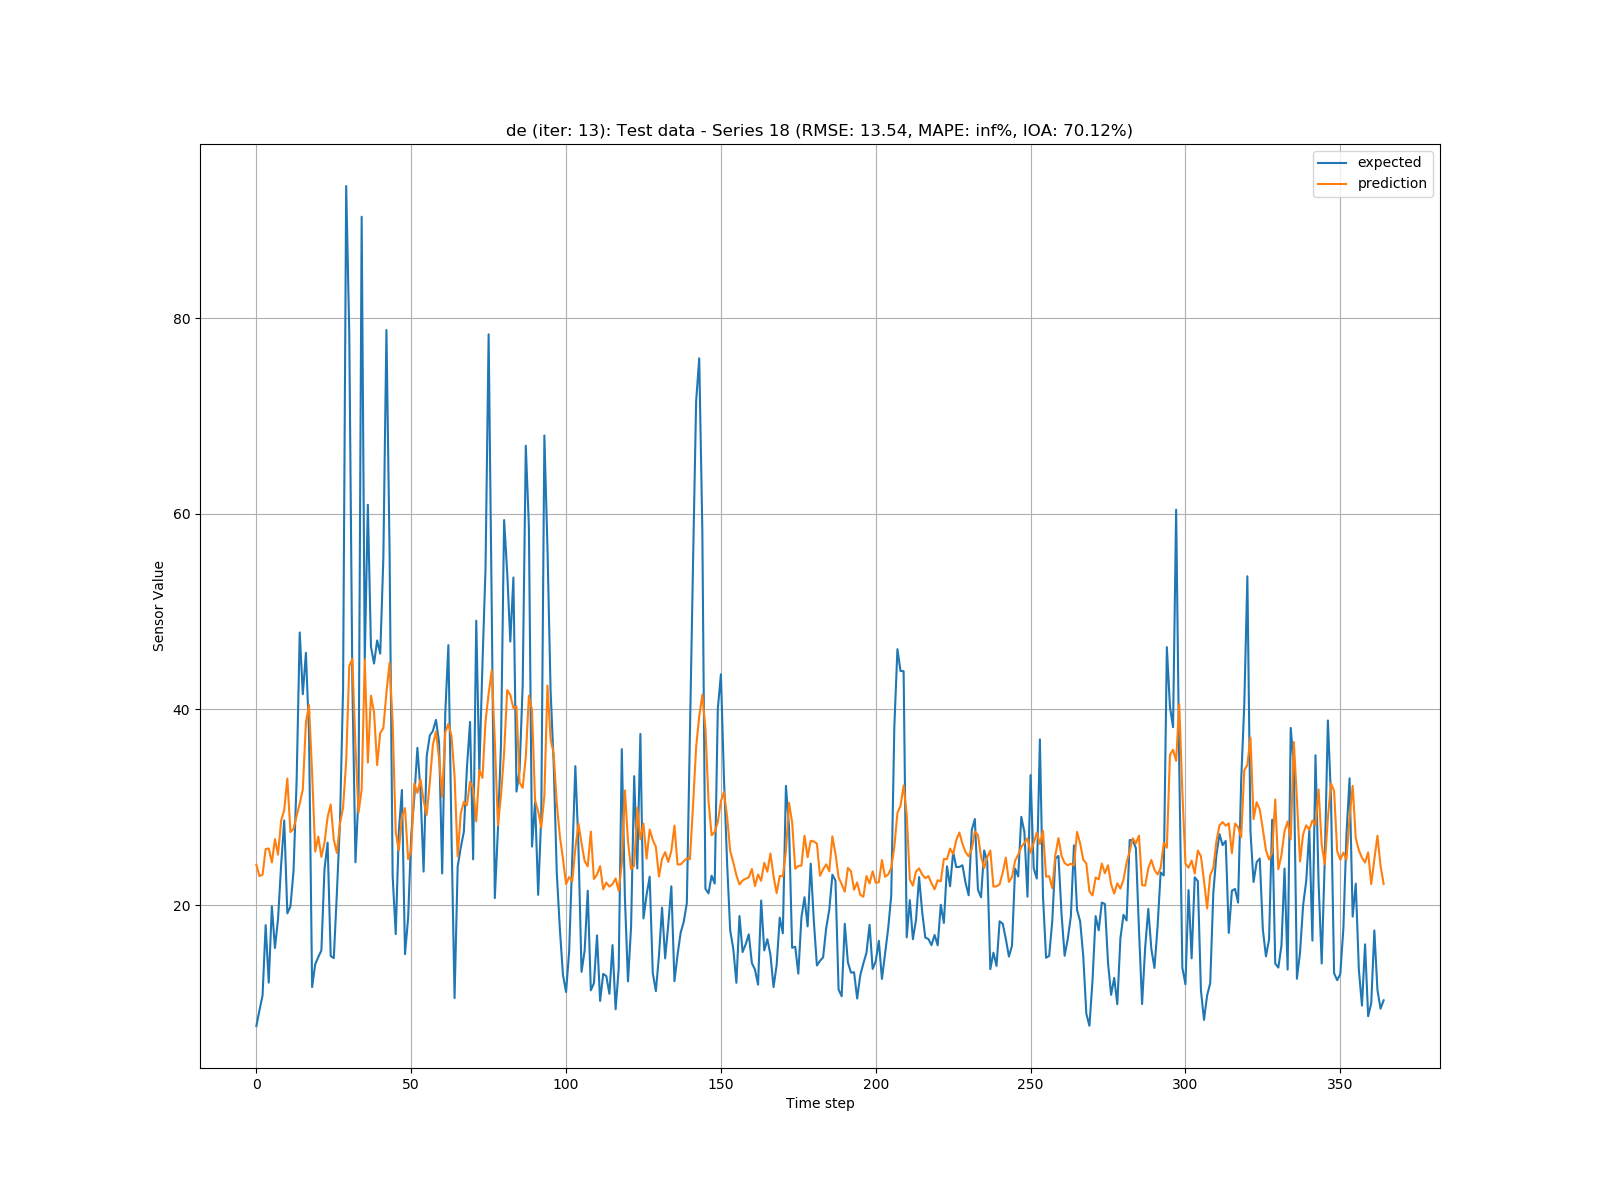 de (iter: 13): Test data - Series 18 (RMSE: 13.54, MAPE: inf%, IOA: 70.12%)
expected
prediction
80
60
40
20
Sensor Value
0 50 100 150 200 250 300 350
Time step